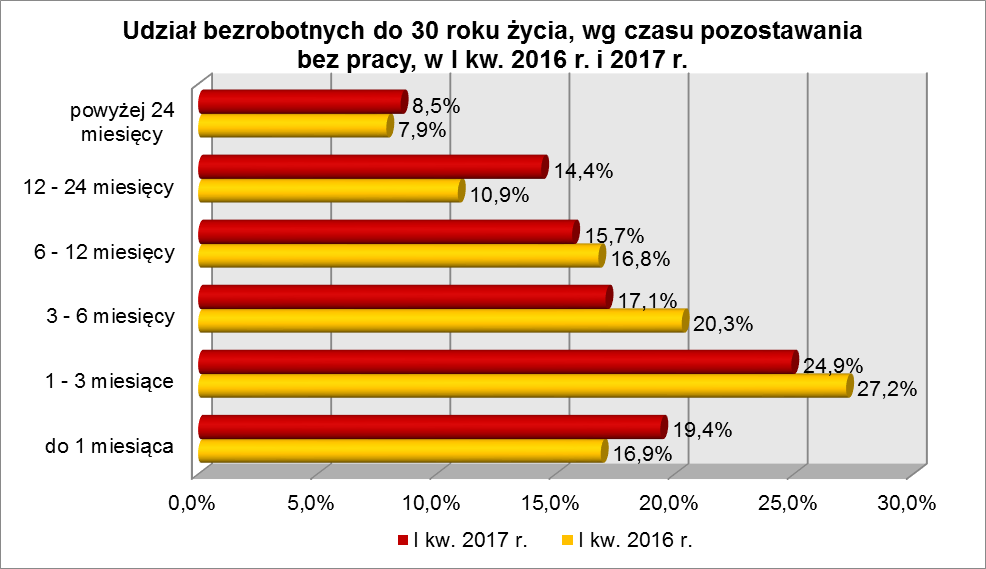 Udział bezrobotnych do 30 roku życia, wg czasu pozostawania
bez pracy, w I kw. 2016 r. i 2017 r.
powyżej 24
miesięcy
8,5%
7,9%
12 - 24 miesięcy
14,4%
10,9%
6 - 12 miesięcy
15,7%
16,8%
3 - 6 miesięcy
17,1%
20,3%
1 - 3 miesiące
24,9%
27,2%
do 1 miesiąca
19,4%
16,9%
0,0% 5,0% 10,0% 15,0% 20,0% 25,0% 30,0%
I kw. 2017 r. I kw. 2016 r.